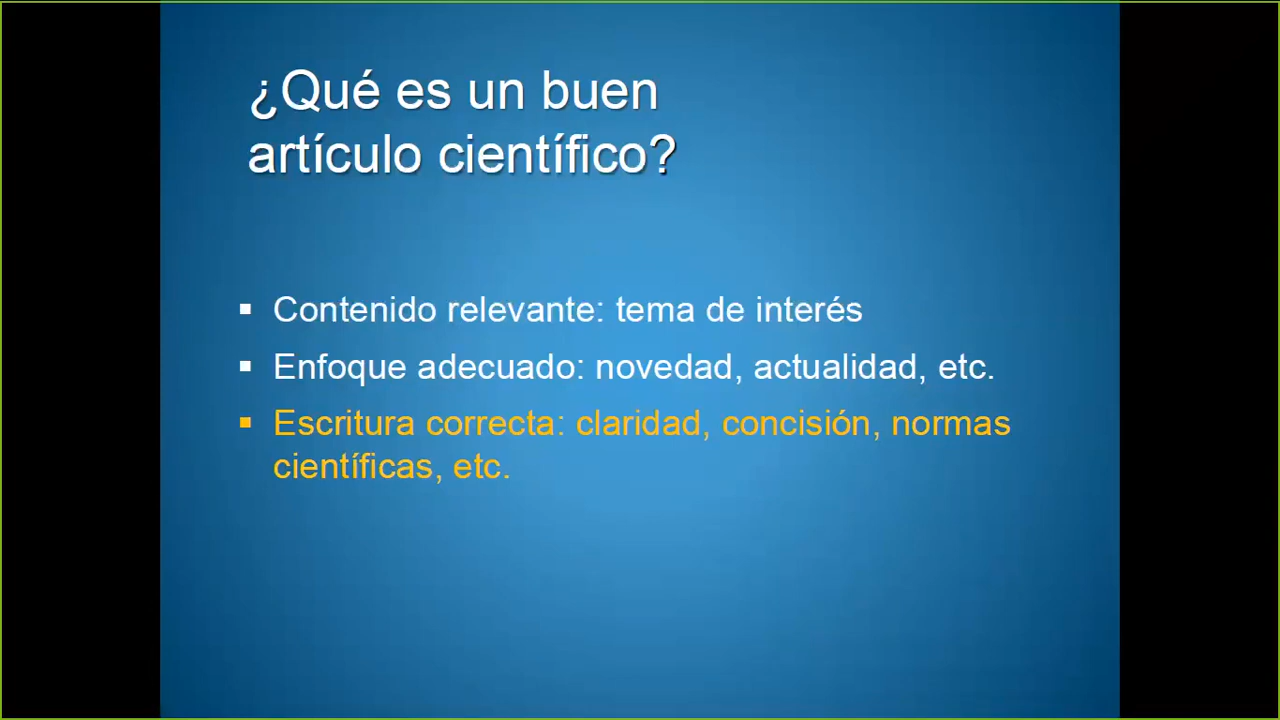 ¿Qué es un buen
artículo científico?
▪ Contenido relevante: tema de interés
▪ Enfoque adecuado: novedad, actualidad, etc.
▪ Escritura correcta: claridad, concisión, normas
científicas, etc.